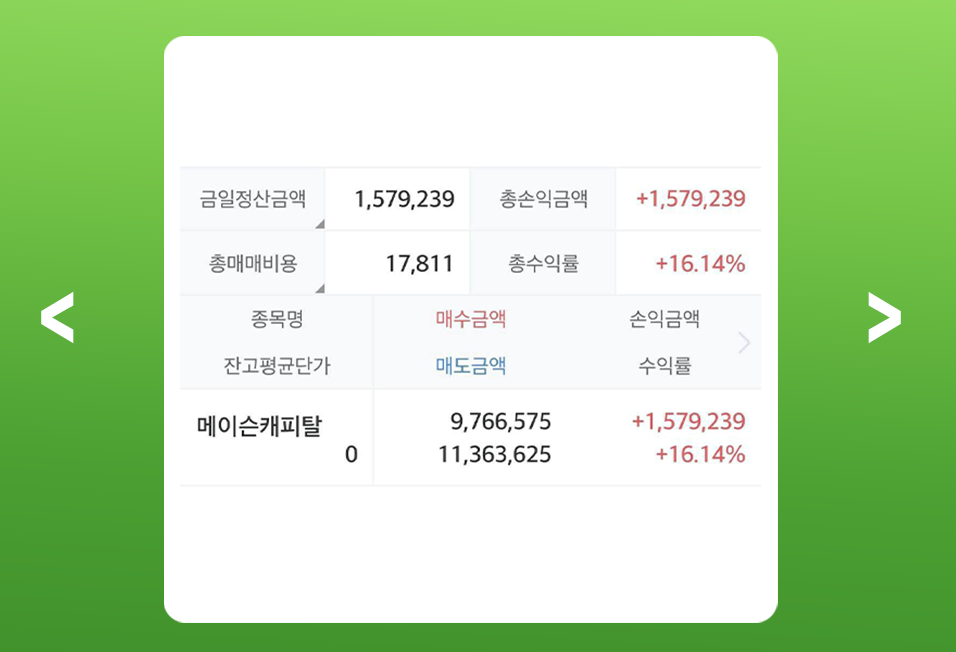 금일정산금액 1,579,239 총손익금액 +1,579,239
총매매비용 17,811 총수익률 +16.14%
종목명 매수금액 손익금액
잔고평균단가 매도금액 수익률
메이슨캐피탈 9,766,575 +1,579,239
0 11,363,625 +16.14%